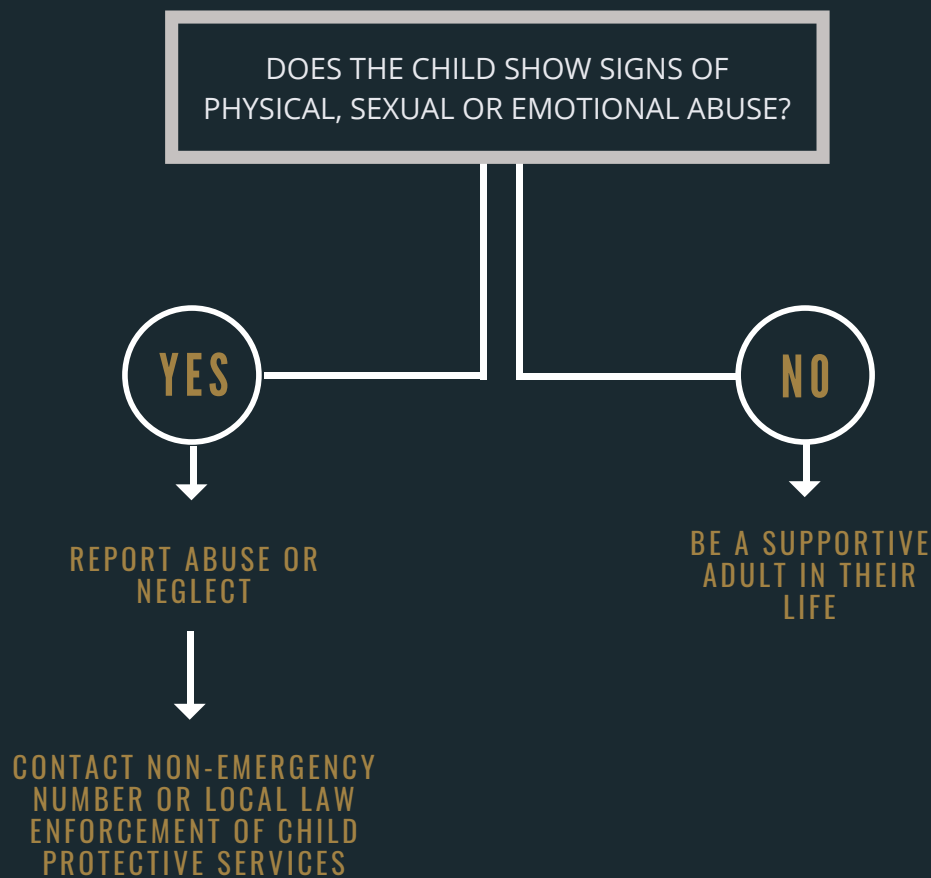 DOES THE CHILD SHOW SIGNS OF
PHYSICAL, SEXUAL OR EMOTIONAL ABUSE?
YES
NO
REPORT ABUSE OR
NEGLECT
BE A SUPPORTIVE
ADULT IN THEIR
LIFE
CONTACT NON-EMERGENCY
NUMBER OR LOCAL LAW
ENFORCEMENT OF CHILD
PROTECTIVE SERVICES